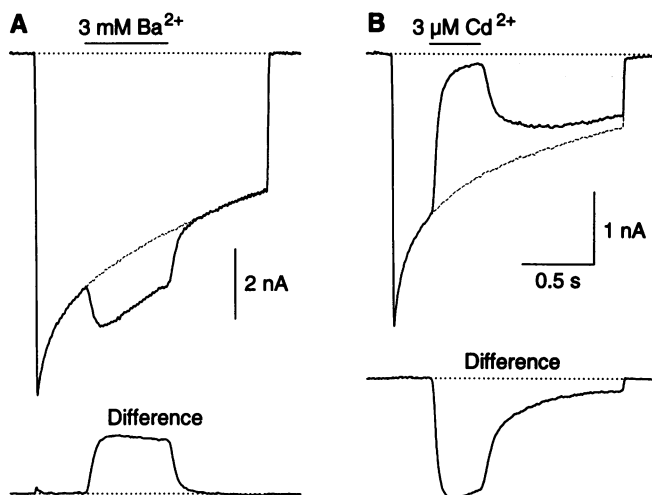 A
3 mM Ba²⁺
2 nA
Difference
B
3 µM Cd²⁺
1 nA
0.5 s
Difference